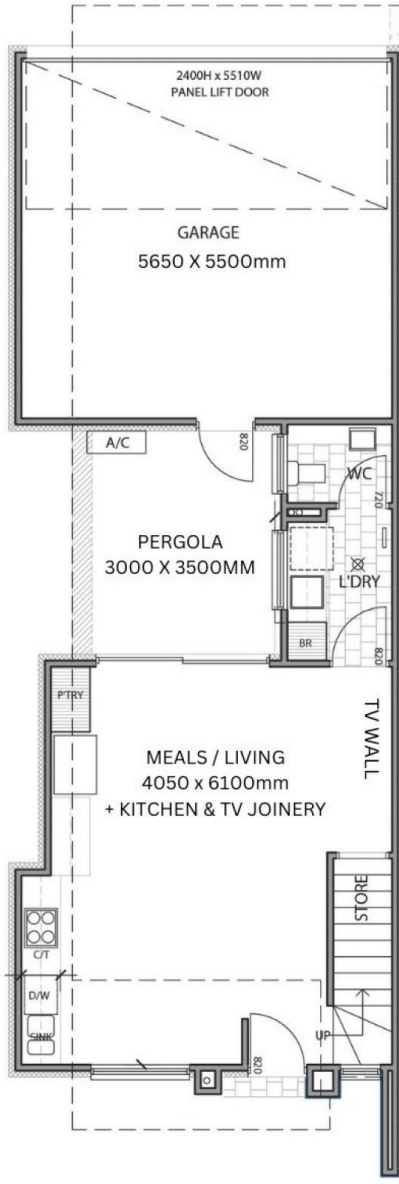 2400H x 5510W
PANEL LIFT DOOR
GARAGE
5650 X 5500mm
A/C
820
WC
720
PERGOLA
3000 X 3500MM
L'DRY
BR
820
P'TRY
TV WALL
MEALS / LIVING
4050 x 6100mm
+ KITCHEN & TV JOINERY
STORE
C/T
D/W
SINK
UP
820